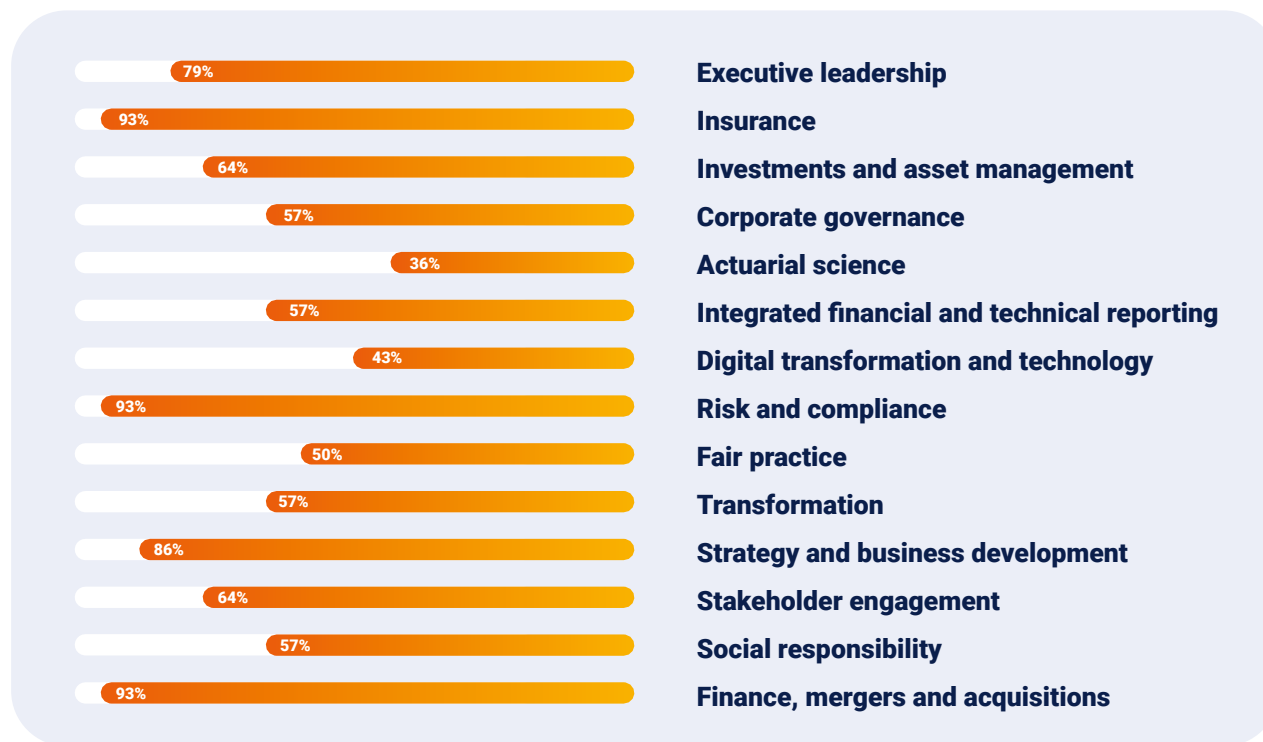 79% Executive leadership
93% Insurance
64% Investments and asset management
57% Corporate governance
36% Actuarial science
57% Integrated financial and technical reporting
43% Digital transformation and technology
93% Risk and compliance
50% Fair practice
57% Transformation
86% Strategy and business development
64% Stakeholder engagement
57% Social responsibility
93% Finance, mergers and acquisitions